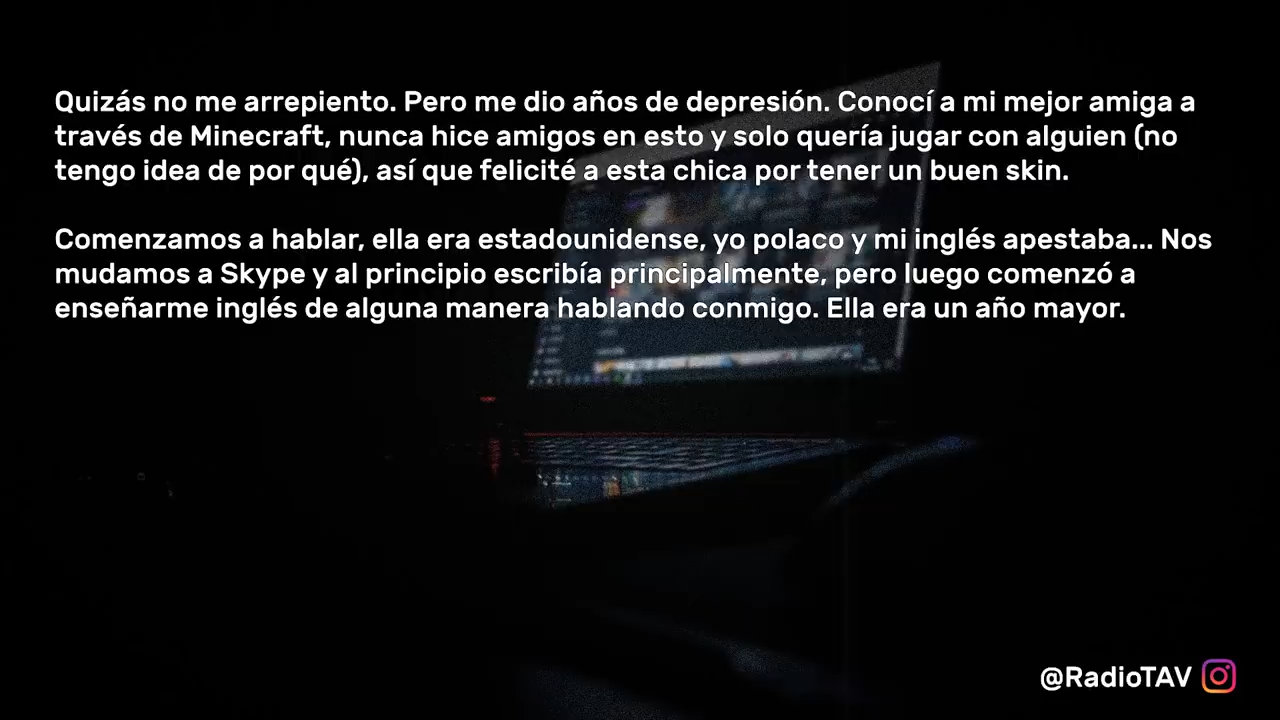 Quizás no me arrepiento. Pero me dio años de depresión. Conocí a mi mejor amiga a
través de Minecraft, nunca hice amigos en esto y solo quería jugar con alguien (no
tengo idea de por qué), así que felicité a esta chica por tener un buen skin.
Comenzamos a hablar, ella era estadounidense, yo polaco y mi inglés apestaba... Nos
mudamos a Skype y al principio escribía principalmente, pero luego comenzó a
enseñarme inglés de alguna manera hablando conmigo. Ella era un año mayor.
@RadioTAV